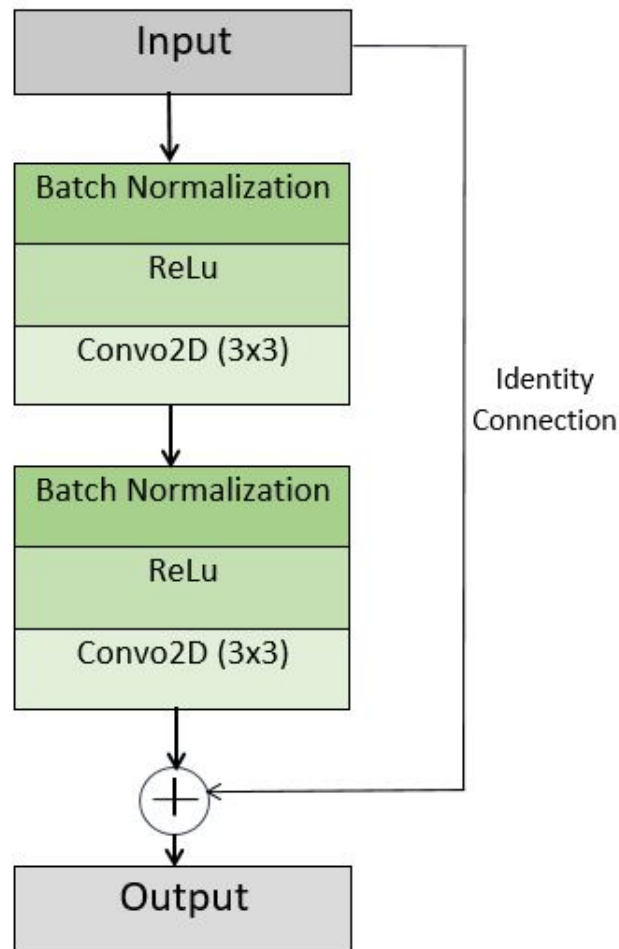 Input
Batch Normalization
ReLu
Convo2D (3x3)
Identity
Connection
Batch Normalization
ReLu
Convo2D (3x3)
Output